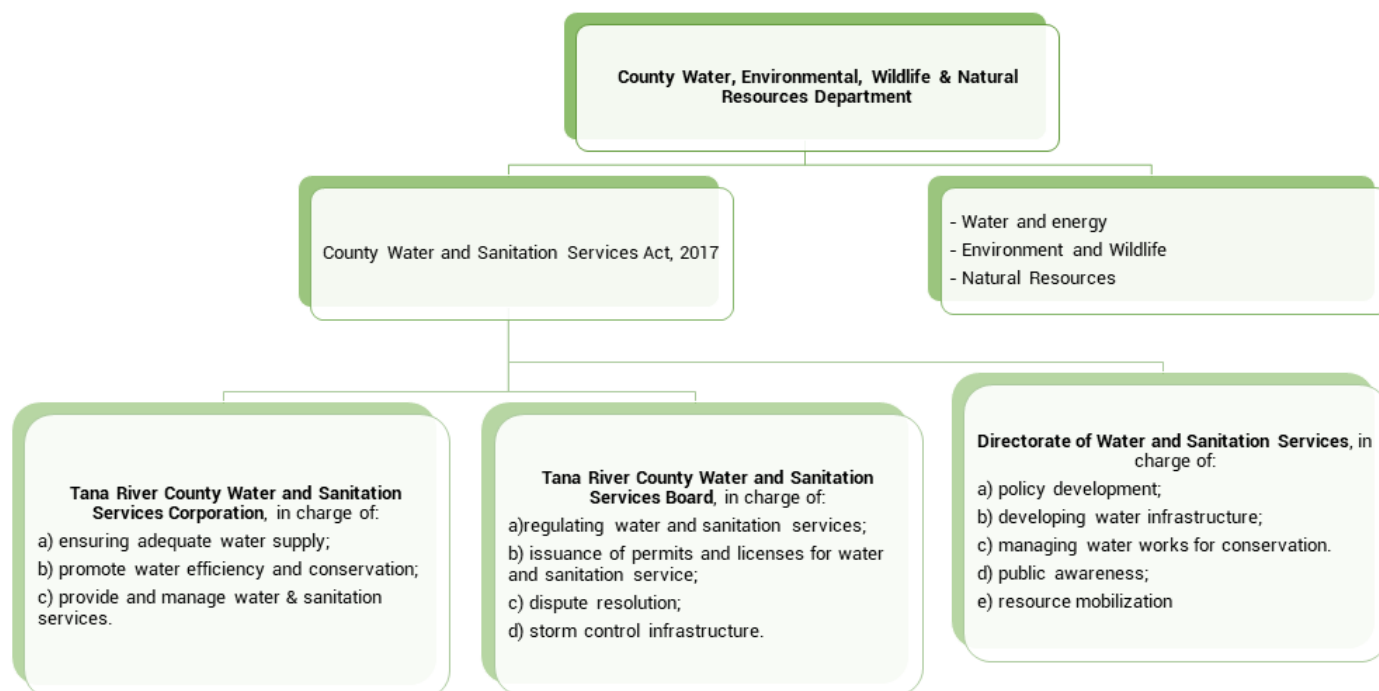 County Water, Environmental, Wildlife & Natural
Resources Department
County Water and Sanitation Services Act, 2017
- Water and energy
- Environment and Wildlife
- Natural Resources
Tana River County Water and Sanitation
Services Corporation, in charge of:
a) ensuring adequate water supply;
b) promote water efficiency and conservation;
c) provide and manage water & sanitation
services.
Tana River County Water and Sanitation
Services Board, in charge of:
a)regulating water and sanitation services;
b) issuance of permits and licenses for water
and sanitation service;
c) dispute resolution;
d) storm control infrastructure.
Directorate of Water and Sanitation Services, in
charge of:
a) policy development;
b) developing water infrastructure;
c) managing water works for conservation.
d) public awareness;
e) resource mobilization